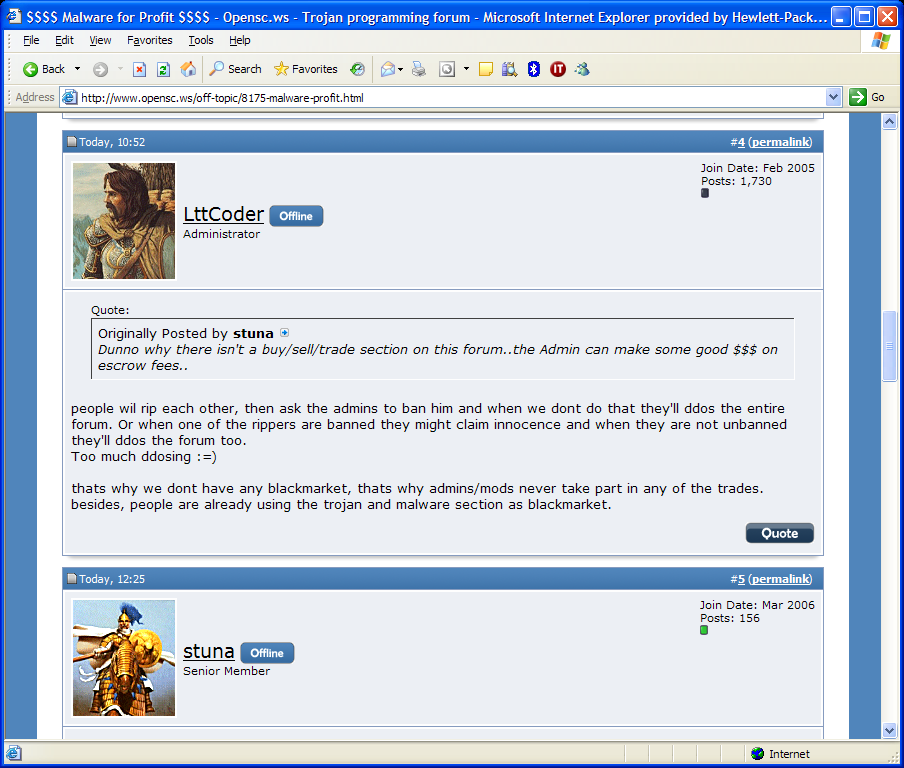 $$$$ Malware for Profit $$$$ - Opensc.ws - Trojan programming forum - Microsoft Internet Explorer provided by Hewlett-Pack...
File Edit View Favorites Tools Help
Back Search Favorites
Address http://www.opensc.ws/off-topic/8175-malware-profit.html Go
Today, 10:52 #4 (permalink)
Join Date: Feb 2005
Posts: 1,730
LttCoder Offline
Administrator
Quote:
Originally Posted by stuna
Dunno why there isn't a buy/sell/trade section on this forum..the Admin can make some good $$$ on
escrow fees..
people wil rip each other, then ask the admins to ban him and when we dont do that they'll ddos the entire
forum. Or when one of the rippers are banned they might claim innocence and when they are not unbanned
they'll ddos the forum too.
Too much ddosing :=)
thats why we dont have any blackmarket, thats why admins/mods never take part in any of the trades.
besides, people are already using the trojan and malware section as blackmarket.
Quote
Today, 12:25 #5 (permalink)
Join Date: Mar 2006
Posts: 156
stuna Offline
Senior Member
Internet